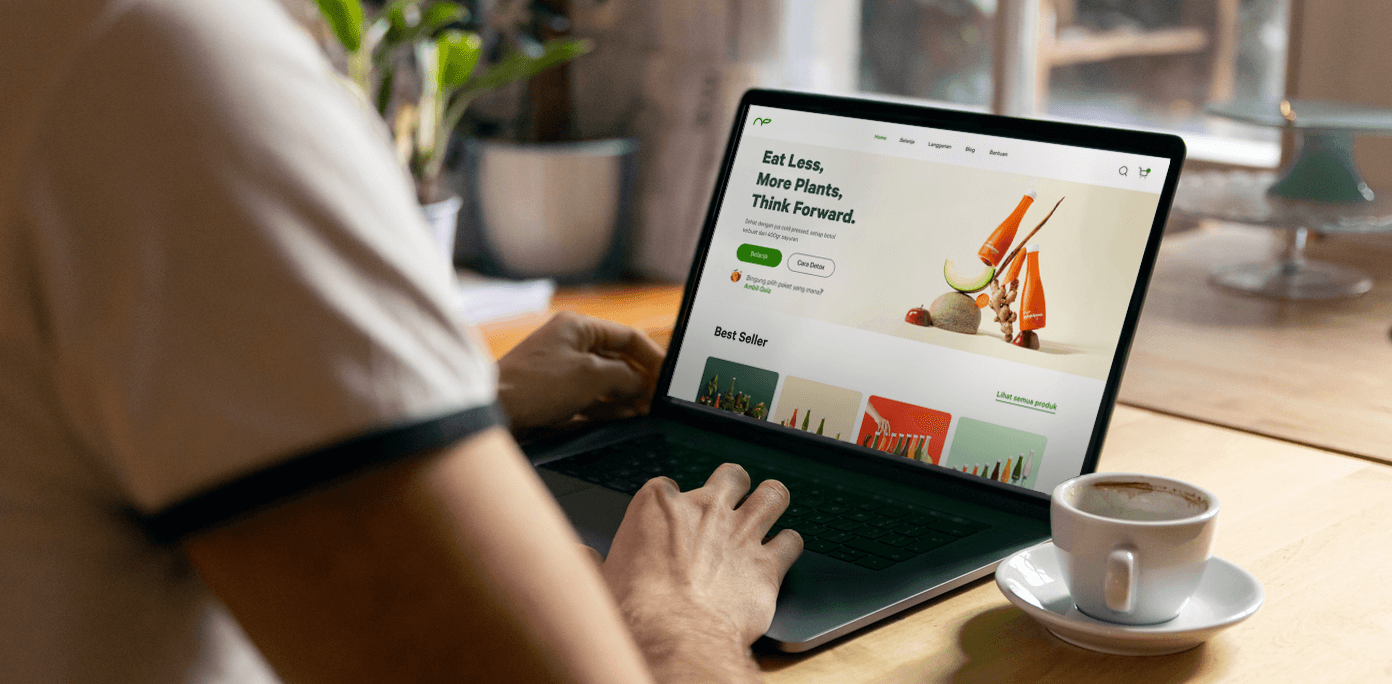 Home Belanja Langganan Blog Bantuan
Eat Less,
More Plants,
Think Forward.
Sehat dengan jus cold pressed, setiap botol
terbuat dari 400gr sayuran
Belanja
Cara Detox
Bingung pilih paket yang mana?
Ambil Quiz
Best Seller
Lihat semua produk